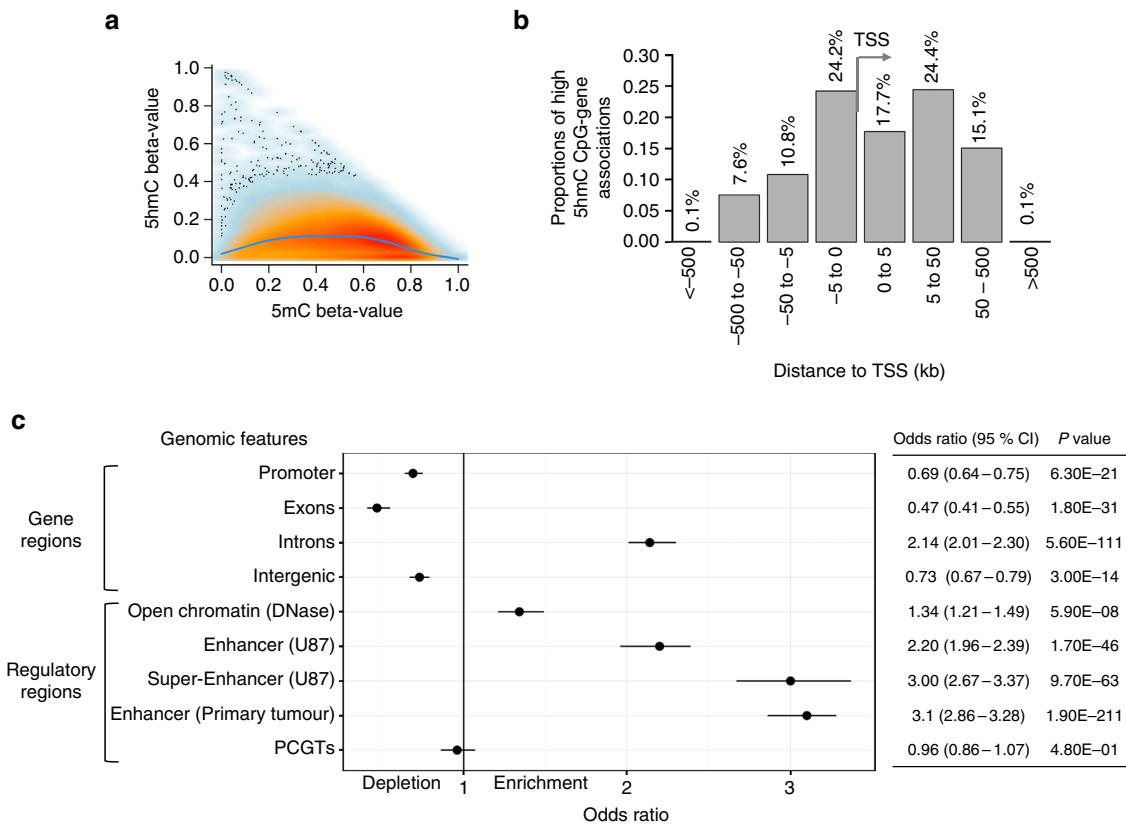 a
1.0
0.8
0.6
0.4
0.2
0.0
5hmC beta-value
0.0 0.2 0.4 0.6 0.8 1.0
5mC beta-value
b
TSS
0.30
0.25
0.20
0.15
0.10
0.05
0.00
Proportions of high
5hmC CpG-gene
associations
0.1%
7.6%
10.8%
24.2%
17.7%
24.4%
15.1%
0.1%
<–500
–500 to –50
–50 to –5
–5 to 0
0 to 5
5 to 50
50 – 500
>500
Distance to TSS (kb)
c
Genomic features Odds ratio (95 % CI) P value
Gene
regions
Promoter 0.69 (0.64–0.75) 6.30E–21
Exons 0.47 (0.41–0.55) 1.80E–31
Introns 2.14 (2.01–2.30) 5.60E–111
Intergenic 0.73 (0.67–0.79) 3.00E–14
Regulatory
regions
Open chromatin (DNase) 1.34 (1.21–1.49) 5.90E–08
Enhancer (U87) 2.20 (1.96–2.39) 1.70E–46
Super-Enhancer (U87) 3.00 (2.67–3.37) 9.70E–63
Enhancer (Primary tumour) 3.1 (2.86–3.28) 1.90E–211
PCGTs 0.96 (0.86–1.07) 4.80E–01
Depletion 1 Enrichment 2 3
Odds ratio